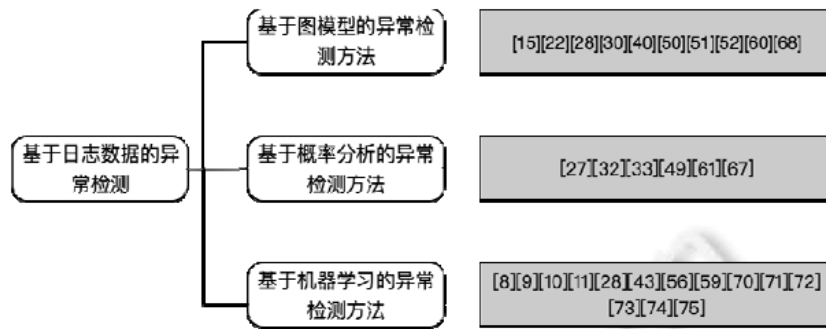 基于图模型的异常检
测方法
[15][22][28][30][40][50][51][52][60][68]
基于日志数据的异
常检测
基于概率分析的异常
检测方法
[27][32][33][49][61][67]
基于机器学习的异常
检测方法
[8][9][10][11][28][43][56][59][70][71][72]
[73][74][75]